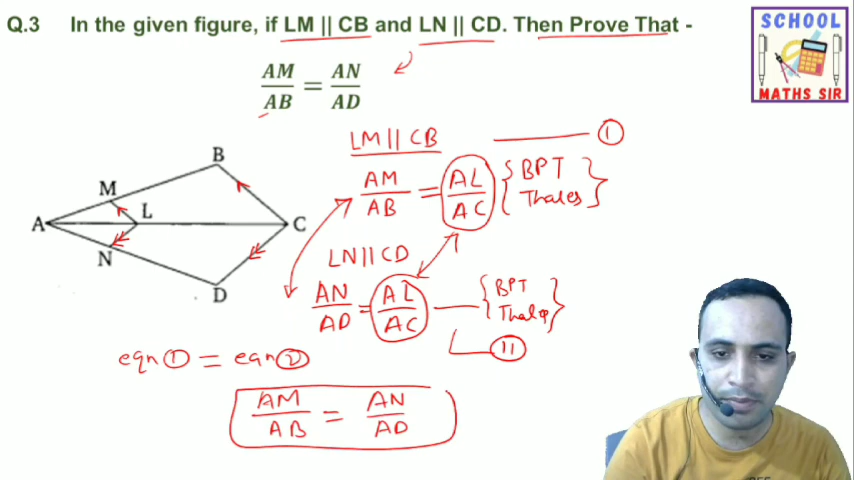 Q.3 In the given figure, if LM || CB and LN || CD. Then Prove That -
SCHOOL
MATHS SIR
AM/AB = AN/AD
LM || CB ——— ①
AM/AB = AL/AC { BPT Thales }
LN || CD
AN/AD = AL/AC — { BPT }
⑪
eqn ① = eqn ②
AM/AB = AN/AD
B
M
L
A
C
N
D